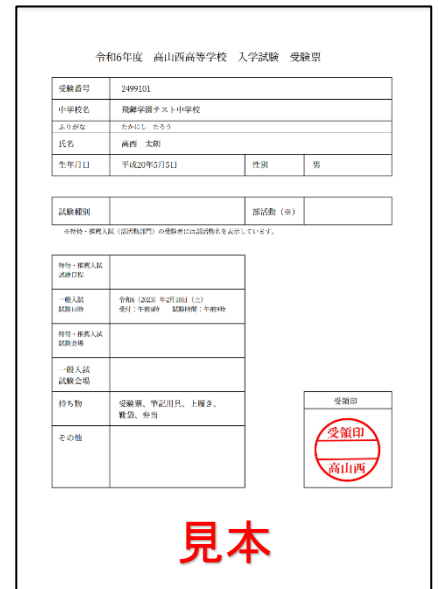 令和6年度 高山西高等学校 入学試験 受験票
受験番号 2499101
中学校名 飛騨学園テスト中学校
ふりがな たかにし たろう
氏名 高西 太朗
生年月日 平成20年5月5日 性別 男
試験種別 部活動（※）
※特待・推薦入試（部活動部門）の受験者には部活動名を表示しています。
特待・推薦入試
試験日程
一般入試
試験日時
令和6（2023）年2月10日（土）
受付：午前8時 試験時間：午前9時
特待・推薦入試
試験会場
一般入試
試験会場
持ち物 受験票、筆記用具、上履き、
靴袋、弁当
その他
受領印
受領印
高山西
見本